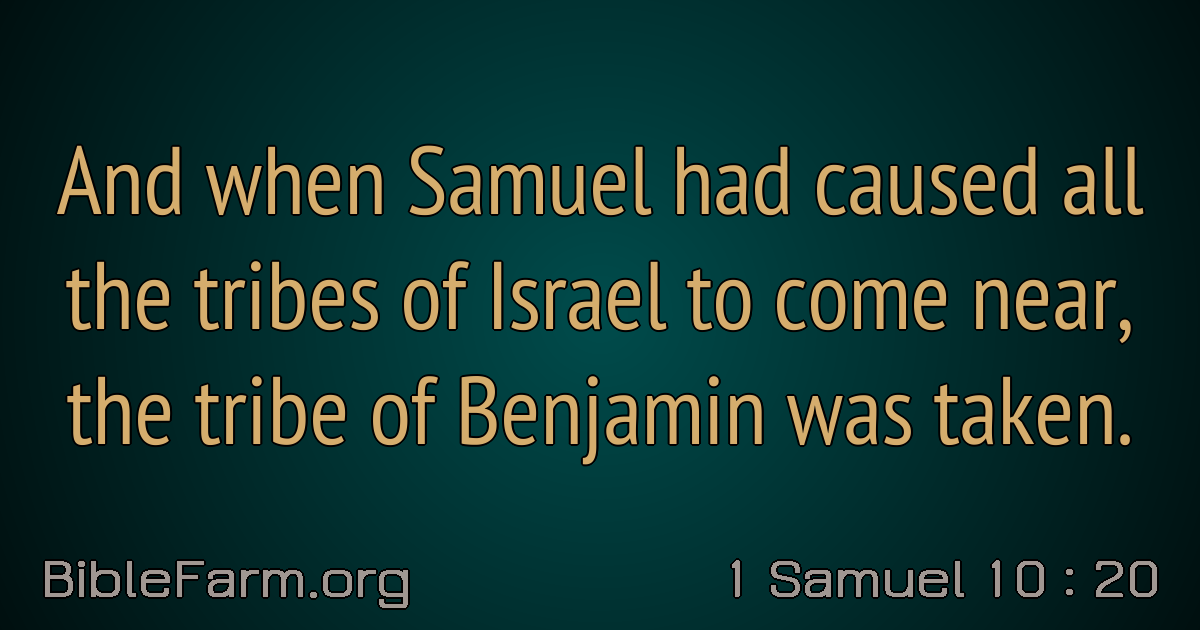 And when Samuel had caused all
the tribes of Israel to come near,
the tribe of Benjamin was taken.
BibleFarm.org
1 Samuel 10 : 20